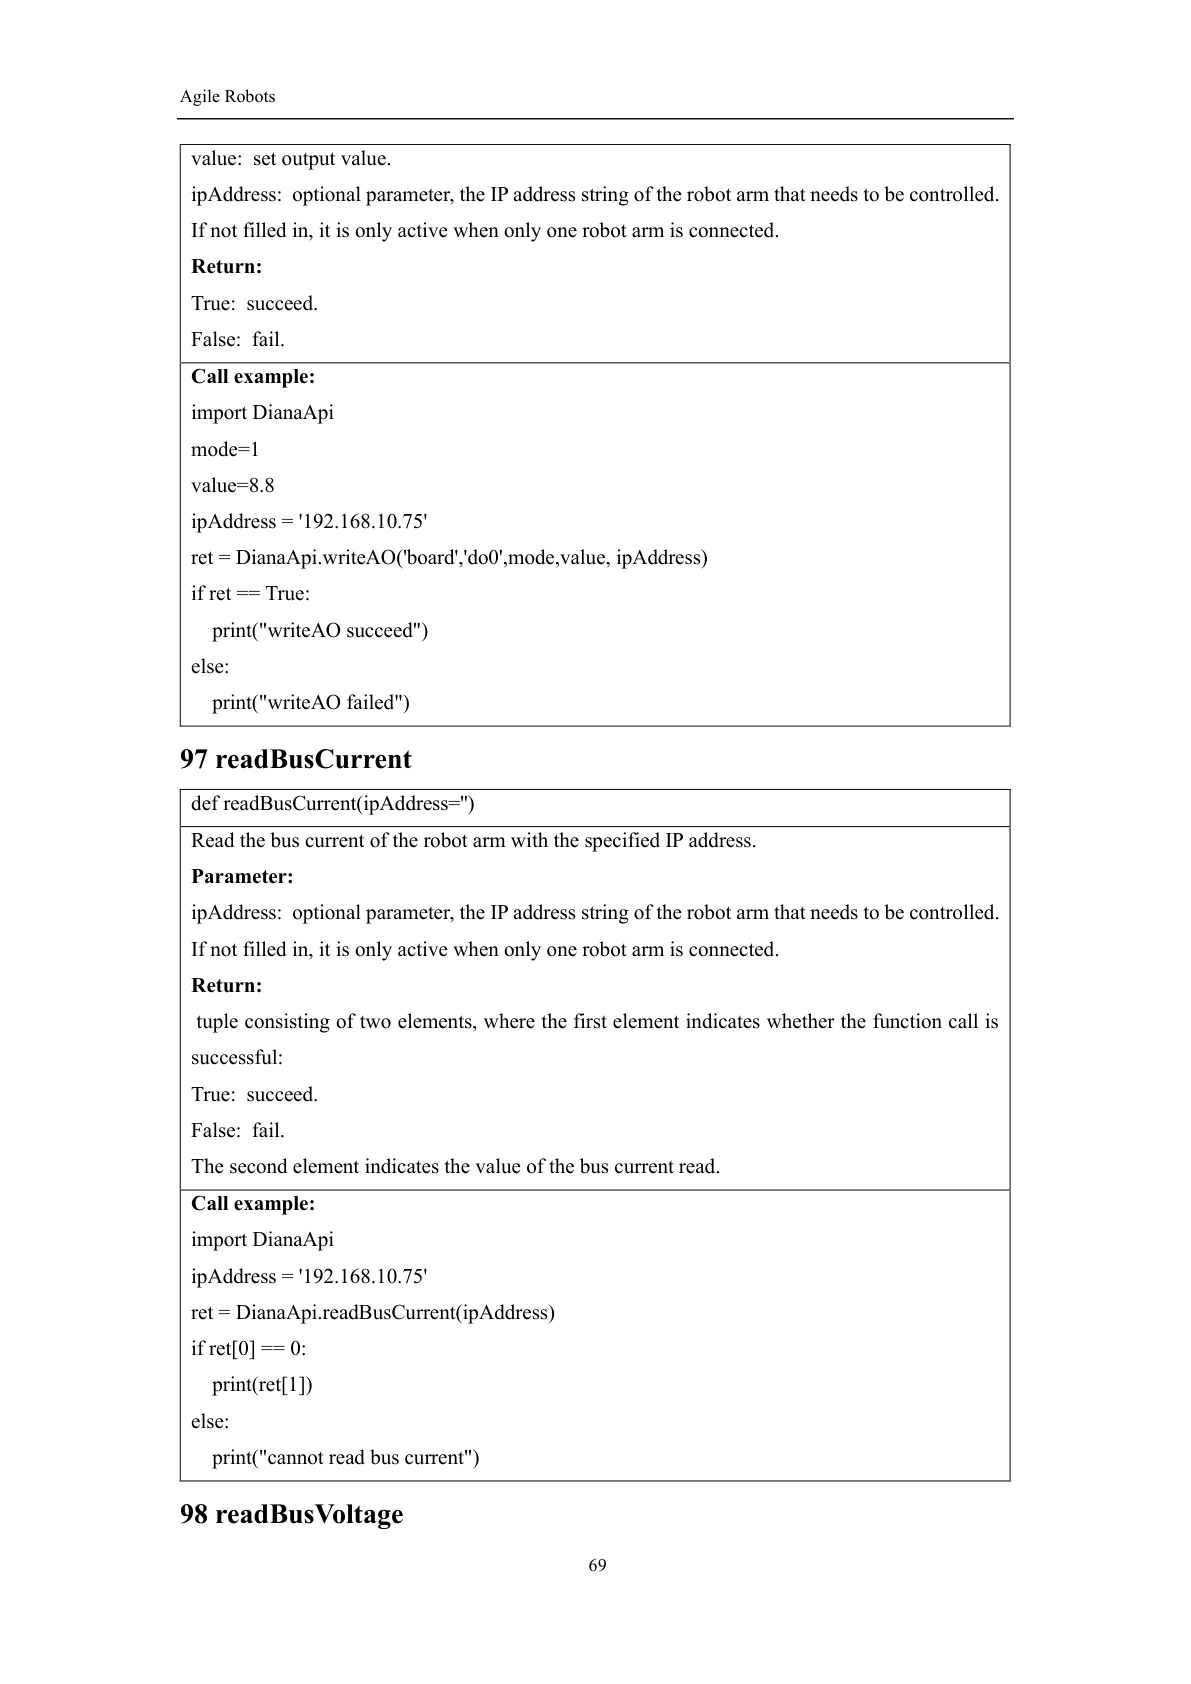 Agile Robots
value:  set output value.
ipAddress:  optional parameter, the IP address string of the robot arm that needs to be controlled.
If not filled in, it is only active when only one robot arm is connected.
Return:
True:  succeed.
False:  fail.
Call example:
import DianaApi
mode=1
value=8.8
ipAddress = '192.168.10.75'
ret = DianaApi.writeAO('board','do0',mode,value, ipAddress)
if ret == True:
    print("writeAO succeed")
else:
    print("writeAO failed")
97 readBusCurrent
def readBusCurrent(ipAddress='')
Read the bus current of the robot arm with the specified IP address.
Parameter:
ipAddress:  optional parameter, the IP address string of the robot arm that needs to be controlled.
If not filled in, it is only active when only one robot arm is connected.
Return:
 tuple consisting of two elements, where the first element indicates whether the function call is
successful:
True:  succeed.
False:  fail.
The second element indicates the value of the bus current read.
Call example:
import DianaApi
ipAddress = '192.168.10.75'
ret = DianaApi.readBusCurrent(ipAddress)
if ret[0] == 0:
    print(ret[1])
else:
    print("cannot read bus current")
98 readBusVoltage
69